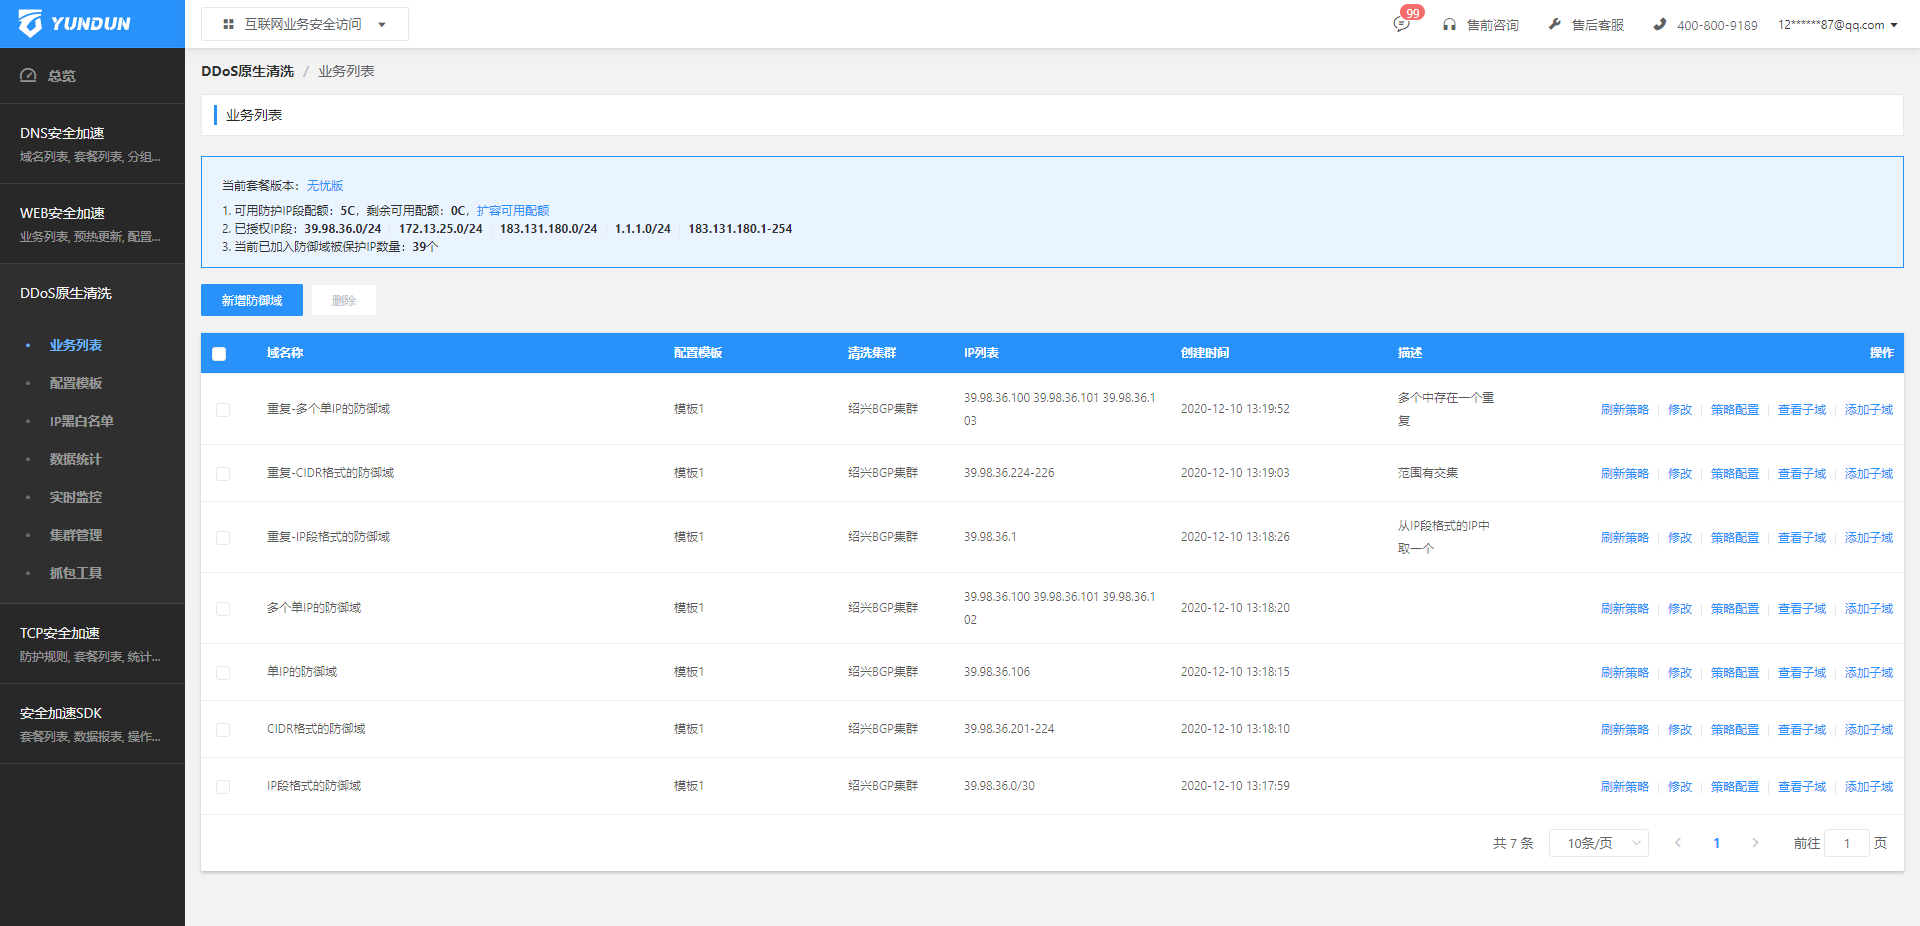 YUNDUN
互联网业务安全访问
99
售前咨询
售后客服
400-800-9189
12******87@qq.com
总览
DNS安全加速
域名列表, 套餐列表, 分组...
WEB安全加速
业务列表, 预热更新, 配置...
DDoS原生清洗
业务列表
配置模板
IP黑白名单
数据统计
实时监控
集群管理
抓包工具
TCP安全加速
防护规则, 套餐列表, 统计...
安全加速SDK
套餐列表, 数据报表, 操作...
DDoS原生清洗 / 业务列表
业务列表
当前套餐版本：无忧版
1. 可用防护IP段配额：5C，剩余可用配额：0C，扩容可用配额
2. 已授权IP段：39.98.36.0/24 172.13.25.0/24 183.131.180.0/24 1.1.1.0/24 183.131.180.1-254
3. 当前已加入防御域被保护IP数量：39个
新增防御域 删除
域名称 配置模板 清洗集群 IP列表 创建时间 描述 操作
重复-多个单IP的防御域 模板1 绍兴BGP集群 39.98.36.100 39.98.36.101 39.98.36.1
03 2020-12-10 13:19:52 多个中存在一个重
复 刷新策略 修改 策略配置 查看子域 添加子域
重复-CIDR格式的防御域 模板1 绍兴BGP集群 39.98.36.224-226 2020-12-10 13:19:03 范围有交集 刷新策略 修改 策略配置 查看子域 添加子域
重复-IP段格式的防御域 模板1 绍兴BGP集群 39.98.36.1 2020-12-10 13:18:26 从IP段格式的IP中
取一个 刷新策略 修改 策略配置 查看子域 添加子域
多个单IP的防御域 模板1 绍兴BGP集群 39.98.36.100 39.98.36.101 39.98.36.1
02 2020-12-10 13:18:20 刷新策略 修改 策略配置 查看子域 添加子域
单IP的防御域 模板1 绍兴BGP集群 39.98.36.106 2020-12-10 13:18:15 刷新策略 修改 策略配置 查看子域 添加子域
CIDR格式的防御域 模板1 绍兴BGP集群 39.98.36.201-224 2020-12-10 13:18:10 刷新策略 修改 策略配置 查看子域 添加子域
IP段格式的防御域 模板1 绍兴BGP集群 39.98.36.0/30 2020-12-10 13:17:59 刷新策略 修改 策略配置 查看子域 添加子域
共 7 条 10条/页 1 前往 1 页